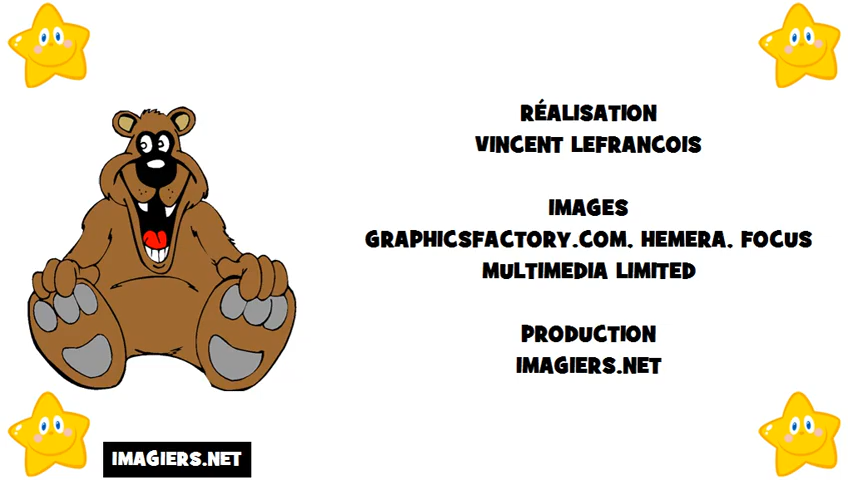 RÉALISATION
VINCENT LEFRANCOIS
IMAGES
GRAPHICSFACTORY.COM, HEMERA, FOCUS
MULTIMEDIA LIMITED
PRODUCTION
IMAGIERS.NET
IMAGIERS.NET